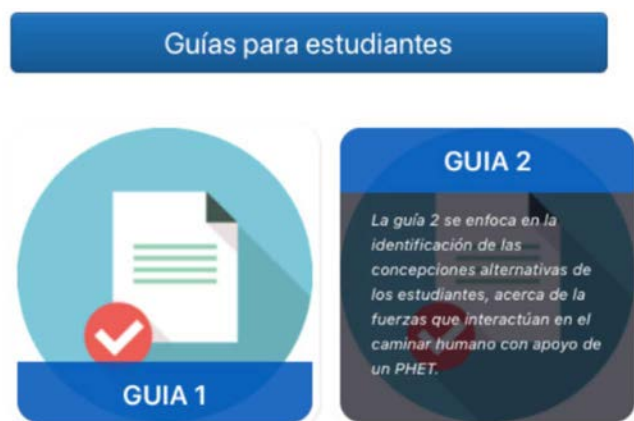 Guías para estudiantes
GUIA 1
GUIA 2
La guía 2 se enfoca en la
identificación de las
concepciones alternativas de
los estudiantes, acerca de la
fuerzas que interactúan en el
caminar humano con apoyo de
un PHET.